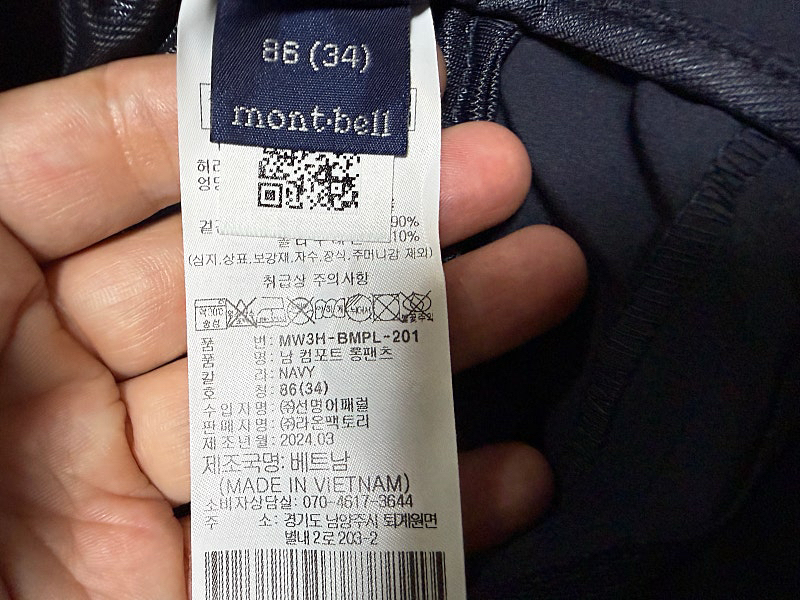 86 (34)
mont·bell
90%
10%
(심지,상표,보강재,자수,장식,주머니감 제외)
취급상 주의사항
품 번: MW3H-BMPL-201
품 명: 남 컴포트 롱팬츠
칼 라: NAVY
호 칭: 86(34)
수입자명: ㈜선명어패럴
판매자명: ㈜라온팩토리
제조년월: 2024.03
제조국명: 베트남
(MADE IN ViETNAM)
소비자상담실: 070-4617-3644
주 소: 경기도 남양주시 퇴계원면
별내2로 203-2